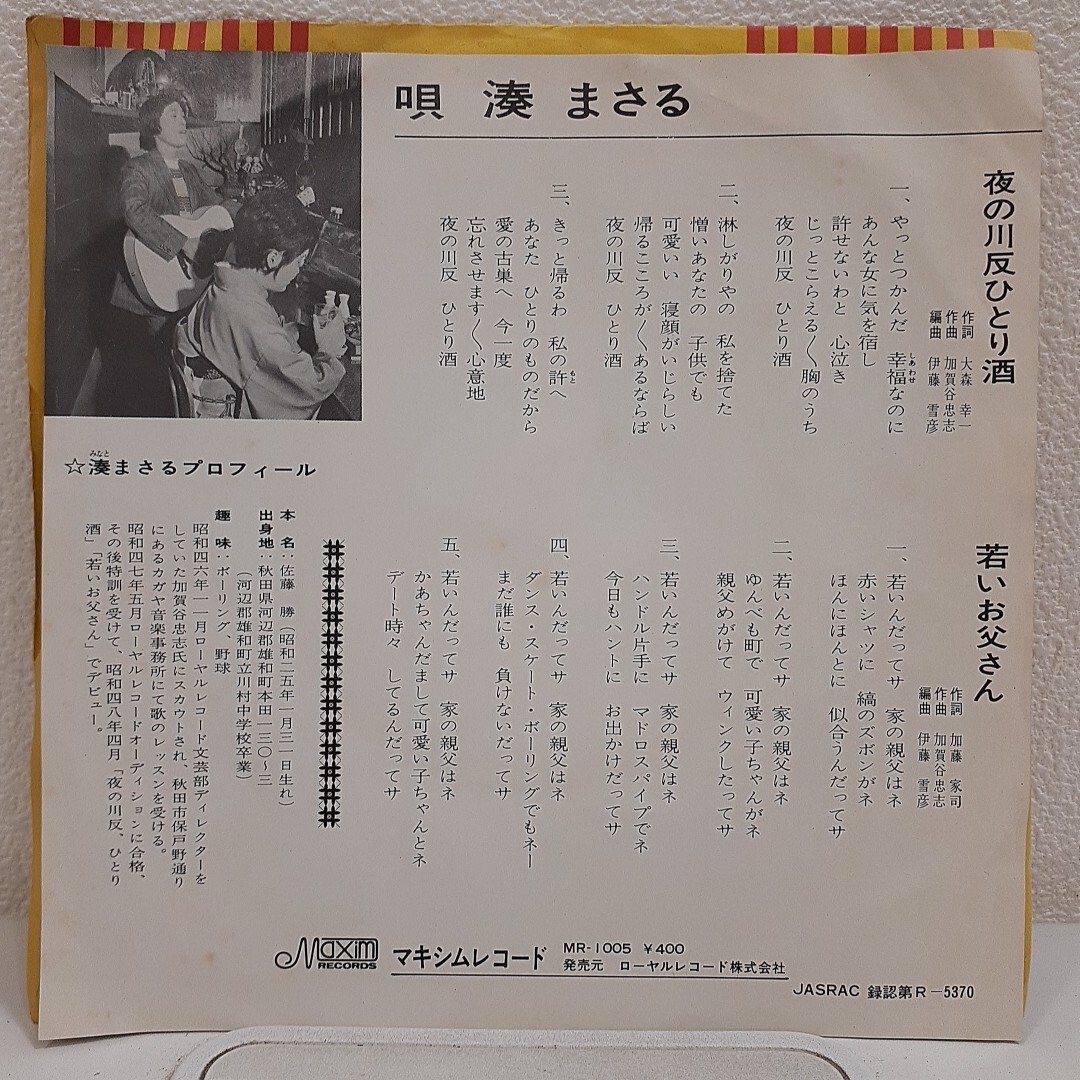 唄 湊 まさる
夜の川反ひとり酒
作詞 大森 幸一
作曲 加賀谷忠志
編曲 伊藤 雪彦
一、やっとつかんだ 幸福なのに
しあわせ
あんな女に気を宿し
許せないわと 心泣き
じっとこらえる〱胸のうち
夜の川反 ひとり酒
二、淋しがりやの 私を捨てた
憎いあなたの 子供でも
可愛いい 寝顔がいじらしい
帰るこころが〱あるならば
夜の川反 ひとり酒
三、きっと帰るわ 私の許へ
もと
あなた ひとりのものだから
愛の古巣へ 今一度
忘れさせます〱心意地
夜の川反 ひとり酒
若いお父さん
作詞 加藤 家司
作曲 加賀谷忠志
編曲 伊藤 雪彦
一、若いんだってサ 家の親父はネ
赤いシャツに 縞のズボンがネ
ほんにほんとに 似合うんだってサ
二、若いんだってサ 家の親父はネ
ゆんべも町で 可愛い子ちゃんがネ
親父めがけて ウィンクしたってサ
三、若いんだってサ 家の親父はネ
ハンドル片手に マドロスパイプでネ
今日もハントに お出かけだってサ
四、若いんだってサ 家の親父はネ
ダンス・スケート・ボーリングでもネー
まだ誰にも 負けないだってサ
五、若いんだってサ 家の親父はネ
かあちゃんだまして可愛い子ちゃんとネ
デート時々 してるんだってサ
☆湊まさるプロフィール
みなと
本 名：佐藤 勝（昭和二五年一月三一日生れ）
出身地：秋田県河辺郡雄和町本田一三〇〜三
（河辺郡雄和町立川村中学校卒業）
趣 味：ボーリング、野球
昭和四六年一一月ローヤルレコード文芸部ディレクターを
していた加賀谷忠志氏にスカウトされ、秋田市保戸野通り
にあるカガヤ音楽事務所にて歌のレッスンを受ける。
昭和四七年五月ローヤルレコードオーディションに合格、
その後特訓を受けて、昭和四八年四月「夜の川反、ひとり
酒」「若いお父さん」でデビュー。
Maxim RECORDS
マキシムレコード
MR-1005 ¥400
発売元 ローヤルレコード株式会社
JASRAC 録認第R-5370